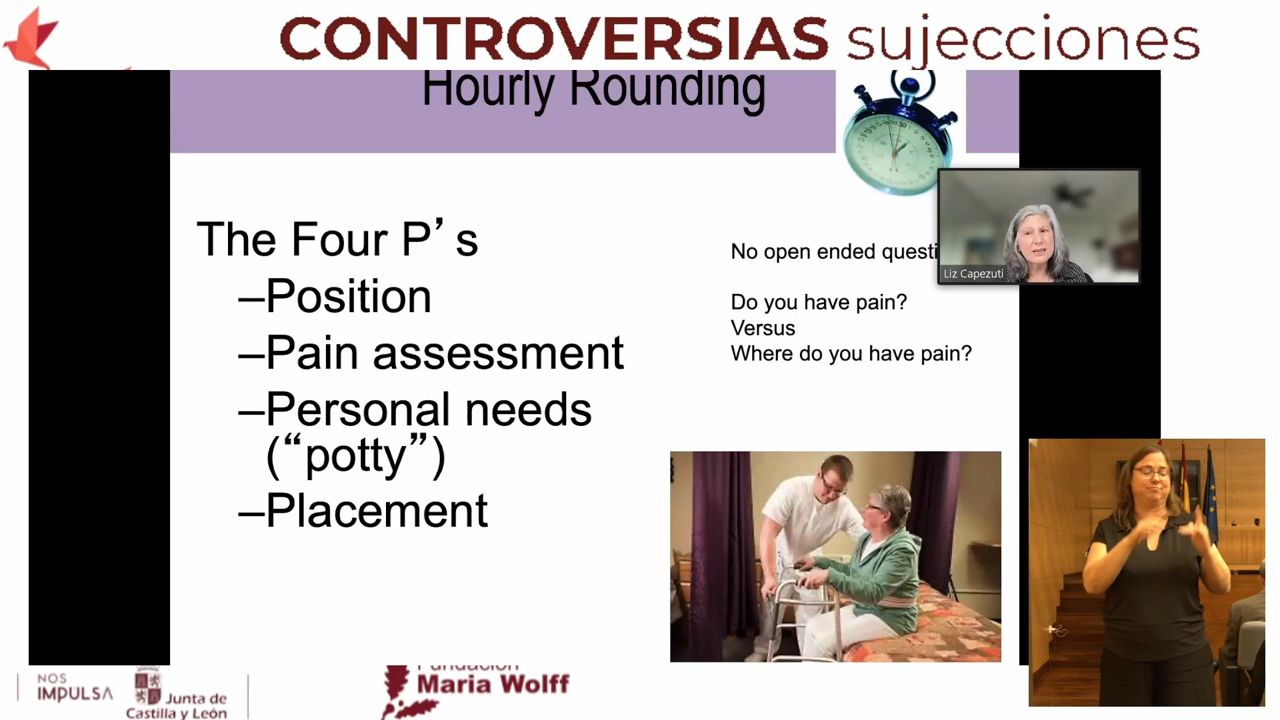 CONTROVERSIAS sujecciones
Hourly Rounding
The Four P’s
–Position
–Pain assessment
–Personal needs
(“potty”)
–Placement
No open ended questi
Do you have pain?
Versus
Where do you have pain?
Liz Capezuti
NOS
IMPULSA
Junta de
Castilla y León
Fundación
Maria Wolff